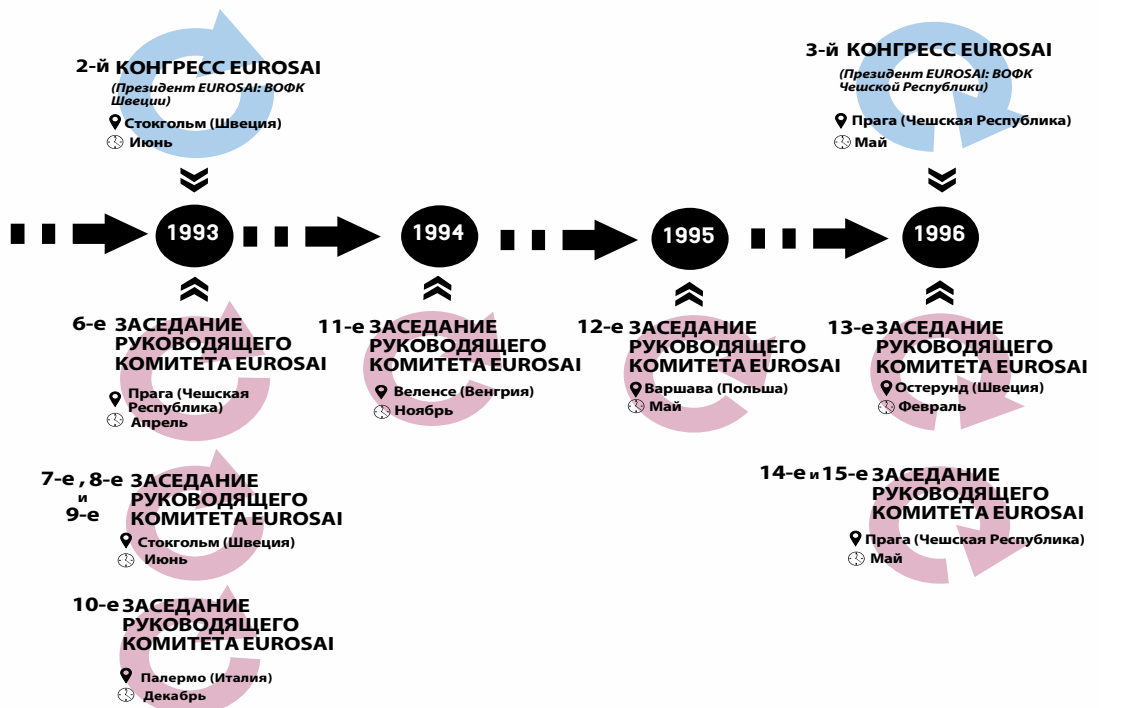 2-й КОНГРЕСС EUROSAI
(Президент EUROSAI: ВОФК
Швеции)
Стокгольм (Швеция)
Июнь
3-й КОНГРЕСС EUROSAI
(Президент EUROSAI: ВОФК
Чешской Республики)
Прага (Чешская Республика)
Май
1993
1994
1995
1996
6-е ЗАСЕДАНИЕ
РУКОВОДЯЩЕГО
КОМИТЕТА EUROSAI
Прага (Чешская
Республика)
Апрель
11-е ЗАСЕДАНИЕ
РУКОВОДЯЩЕГО
КОМИТЕТА EUROSAI
Веленсе (Венгрия)
Ноябрь
12-е ЗАСЕДАНИЕ
РУКОВОДЯЩЕГО
КОМИТЕТА EUROSAI
Варшава (Польша)
Май
13-е ЗАСЕДАНИЕ
РУКОВОДЯЩЕГО
КОМИТЕТА EUROSAI
Остерунд (Швеция)
Февраль
7-е , 8-е
и
9-е
ЗАСЕДАНИЕ
РУКОВОДЯЩЕГО
КОМИТЕТА EUROSAI
Стокгольм (Швеция)
Июнь
14-е и 15-е ЗАСЕДАНИЕ
РУКОВОДЯЩЕГО
КОМИТЕТА EUROSAI
Прага (Чешская Республика)
Май
10-е ЗАСЕДАНИЕ
РУКОВОДЯЩЕГО
КОМИТЕТА EUROSAI
Палермо (Италия)
Декабрь